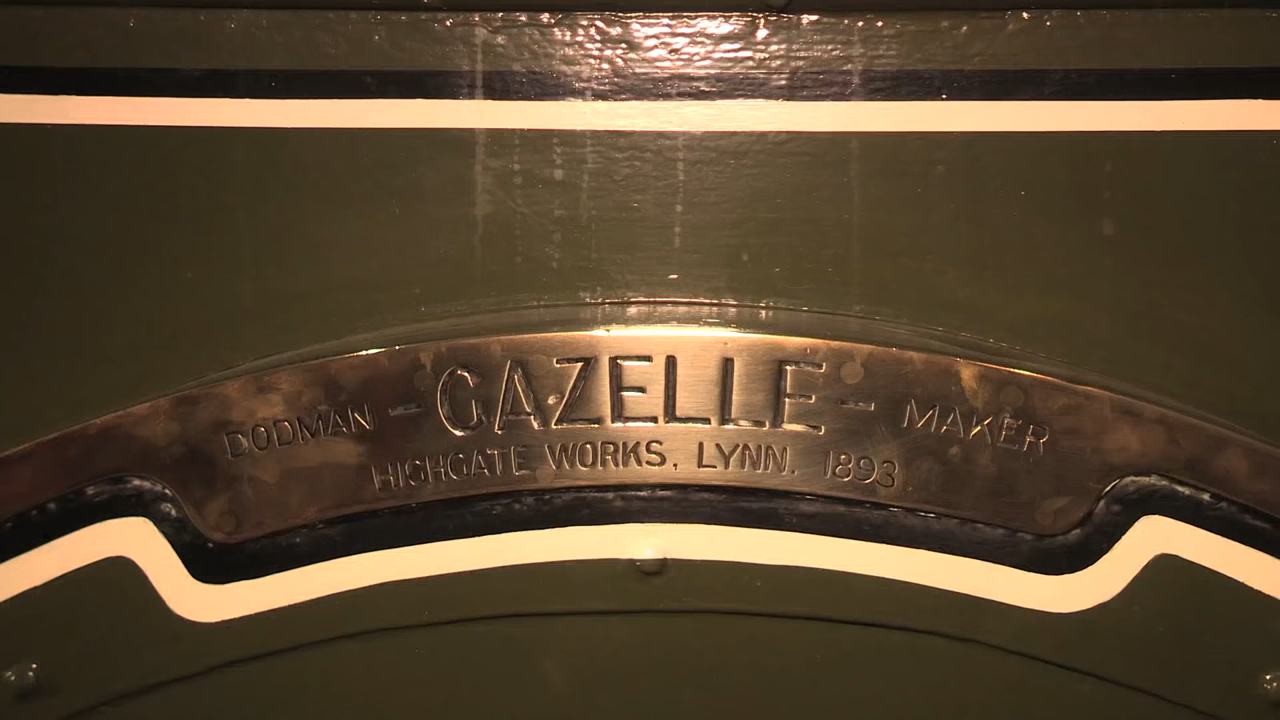 DODMAN - GAZELLE - MAKER
HIGHGATE WORKS, LYNN. 1893